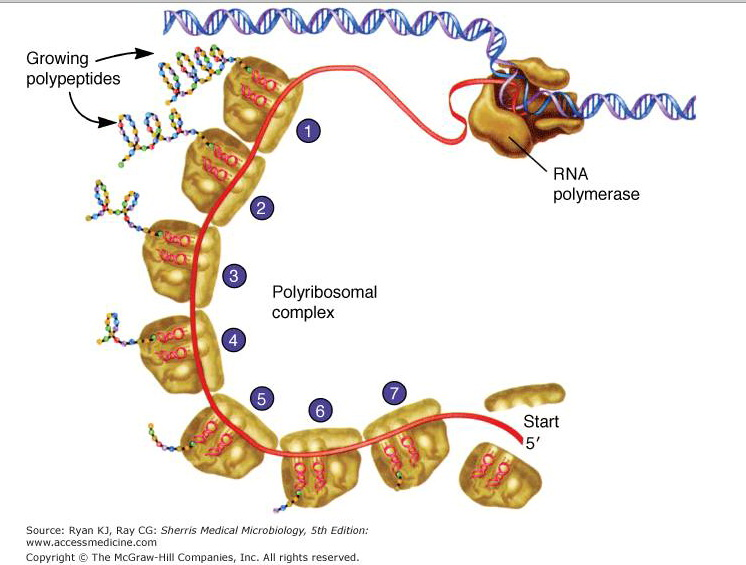 Growing
polypeptides
RNA
polymerase
1
2
3
Polyribosomal
complex
4
5
6
7
Start
5′
Source: Ryan KJ, Ray CG: Sherris Medical Microbiology, 5th Edition:
www.accessmedicine.com
Copyright © The McGraw-Hill Companies, Inc. All rights reserved.